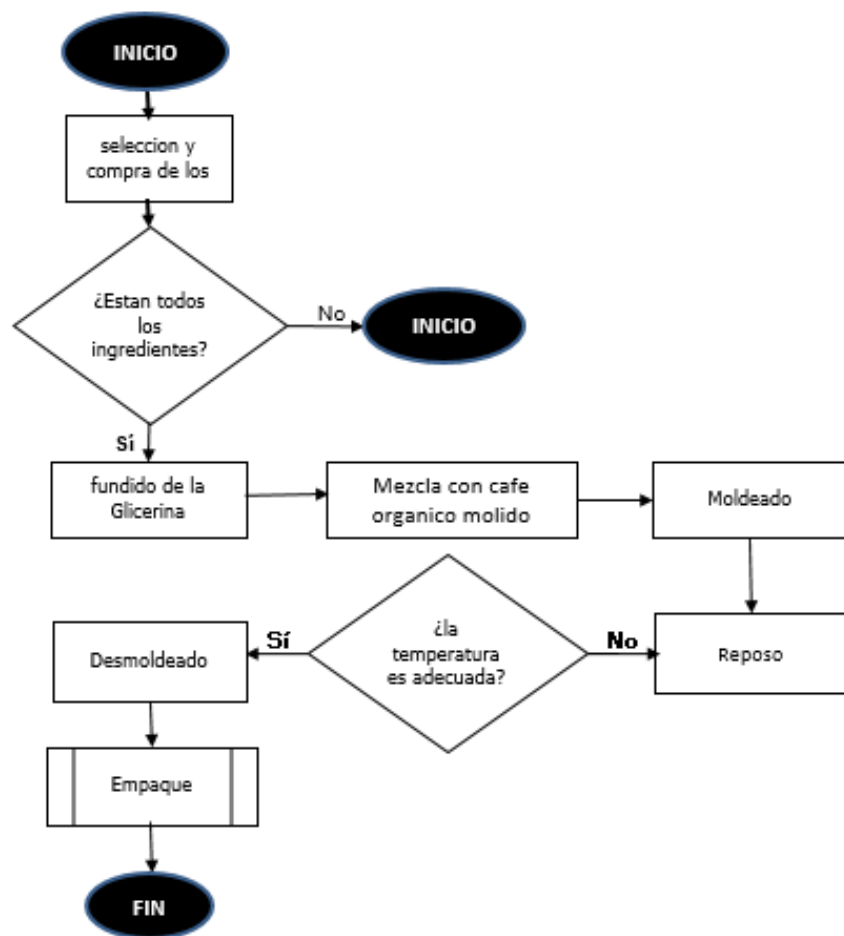 INICIO
seleccion y
compra de los
¿Estan todos
los
ingredientes?
No
INICIO
Sí
fundido de la
Glicerina
Mezcla con cafe
organico molido
Moldeado
Desmoldeado
Sí
¿la
temperatura
es adecuada?
No
Reposo
Empaque
FIN